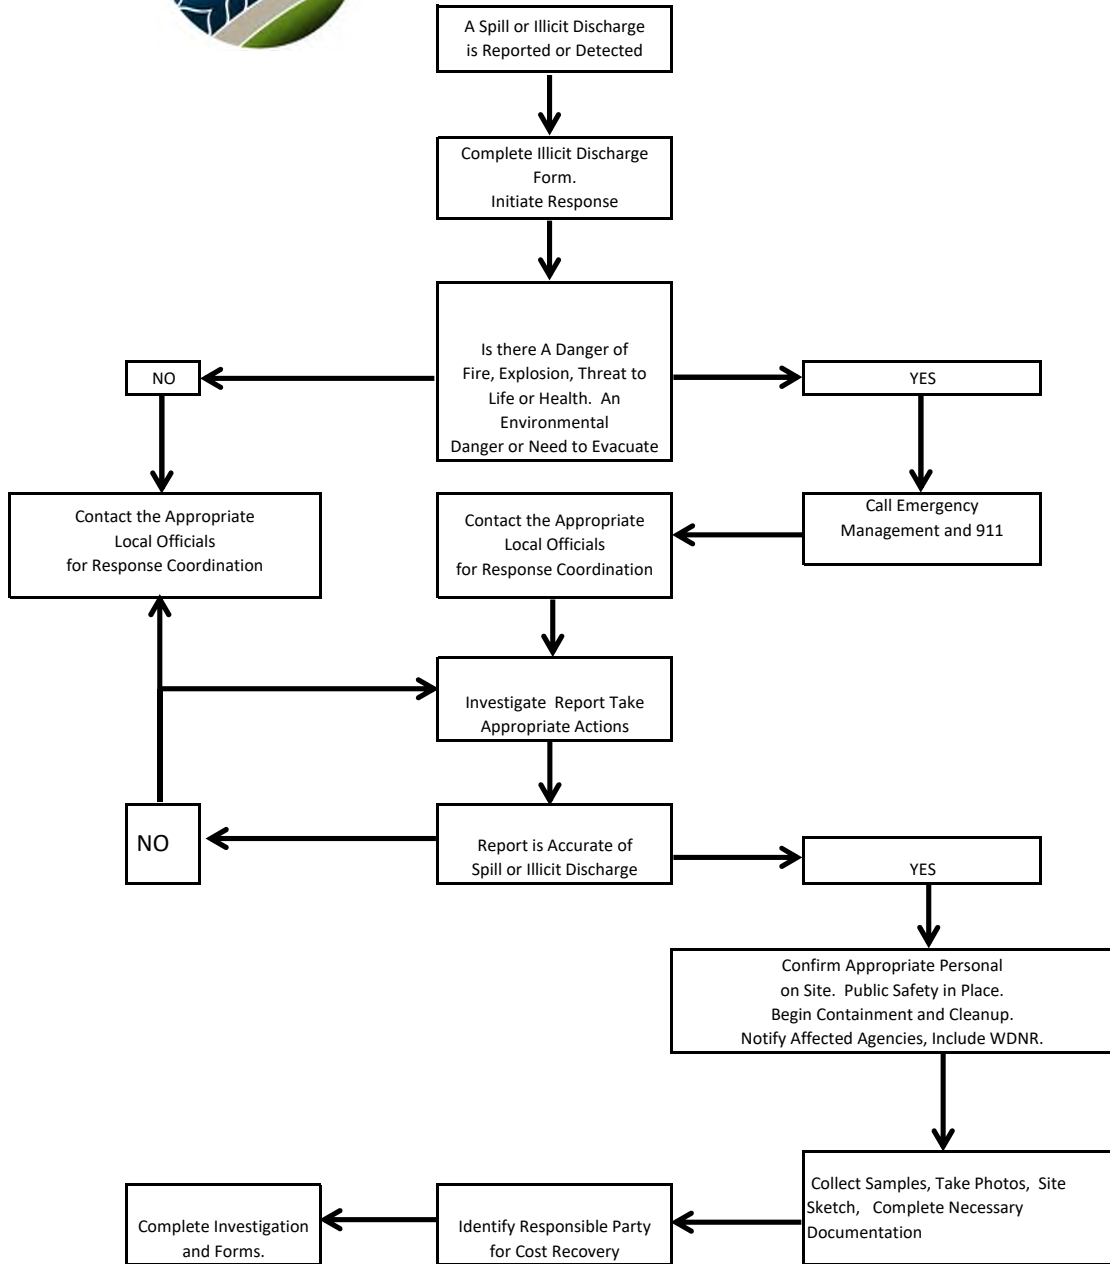 A Spill or Illicit Discharge
is Reported or Detected
Complete Illicit Discharge
Form.
Initiate Response
Is there A Danger of
Fire, Explosion, Threat to
Life or Health.  An
Environmental
Danger or Need to Evacuate
NO
YES
Contact the Appropriate
Local Officials
for Response Coordination
Contact the Appropriate
Local Officials
for Response Coordination
Call Emergency
Management and 911
Investigate  Report Take
Appropriate Actions
NO
Report is Accurate of
Spill or Illicit Discharge
YES
Confirm Appropriate Personal
on Site.  Public Safety in Place.
Begin Containment and Cleanup.
Notify Affected Agencies, Include WDNR.
Collect Samples, Take Photos,  Site
Sketch,   Complete Necessary
Documentation
Identify Responsible Party
for Cost Recovery
Complete Investigation
and Forms.